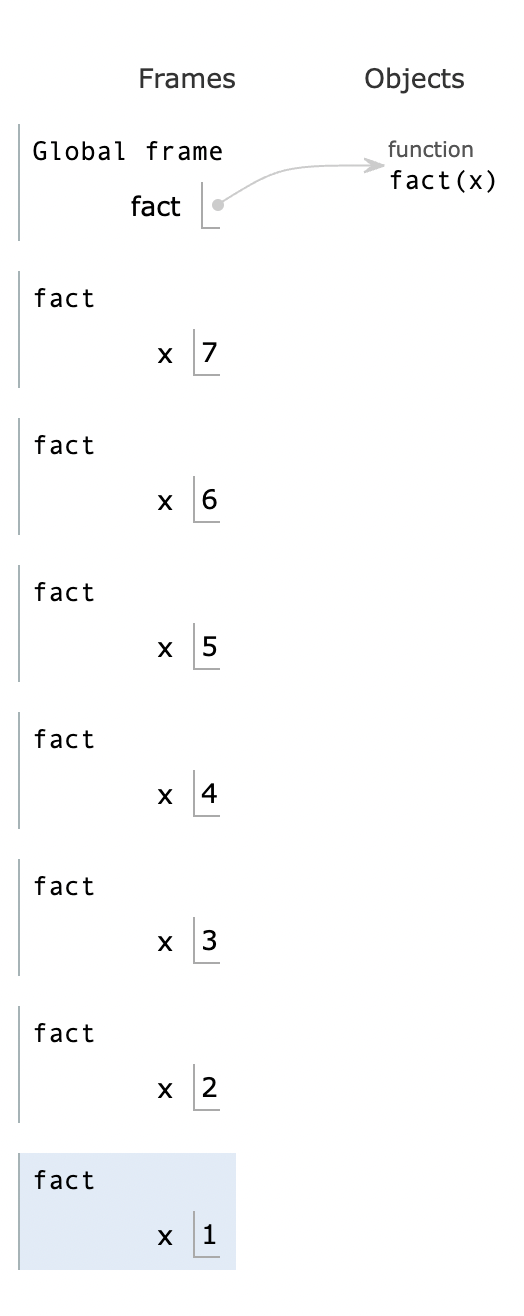 Frames Objects
Global frame function
fact fact(x)
fact
x 7
fact
x 6
fact
x 5
fact
x 4
fact
x 3
fact
x 2
fact
x 1